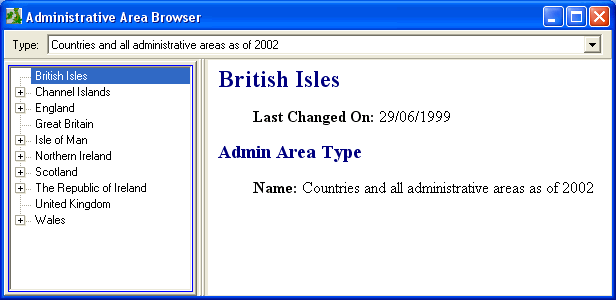 Administrative Area Browser
Type: Countries and all administrative areas as of 2002
British Isles
Channel Islands
England
Great Britain
Isle of Man
Northern Ireland
Scotland
The Republic of Ireland
United Kingdom
Wales
British Isles
Last Changed On: 29/06/1999
Admin Area Type
Name: Countries and all administrative areas as of 2002